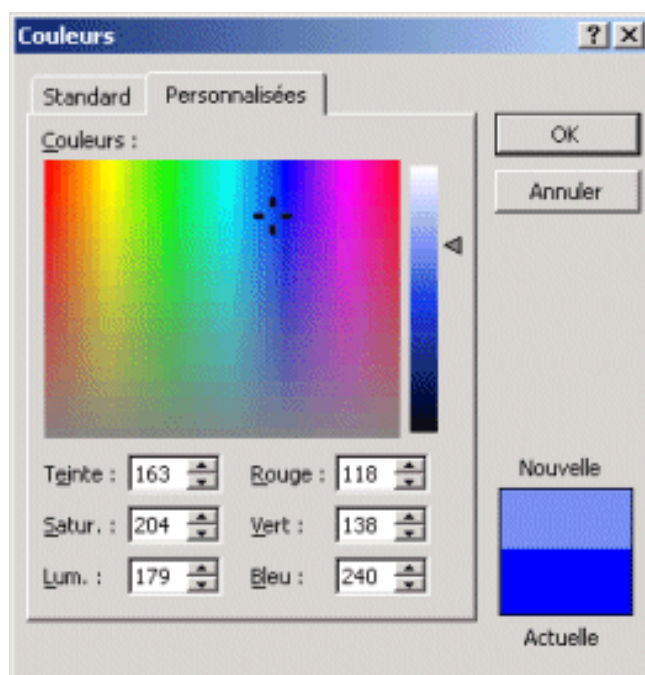 Couleurs
Standard Personnalisées
Couleurs :
OK
Annuler
Teinte : 163 Rouge : 118
Satur. : 204 Vert : 138
Lum. : 179 Bleu : 240
Nouvelle
Actuelle